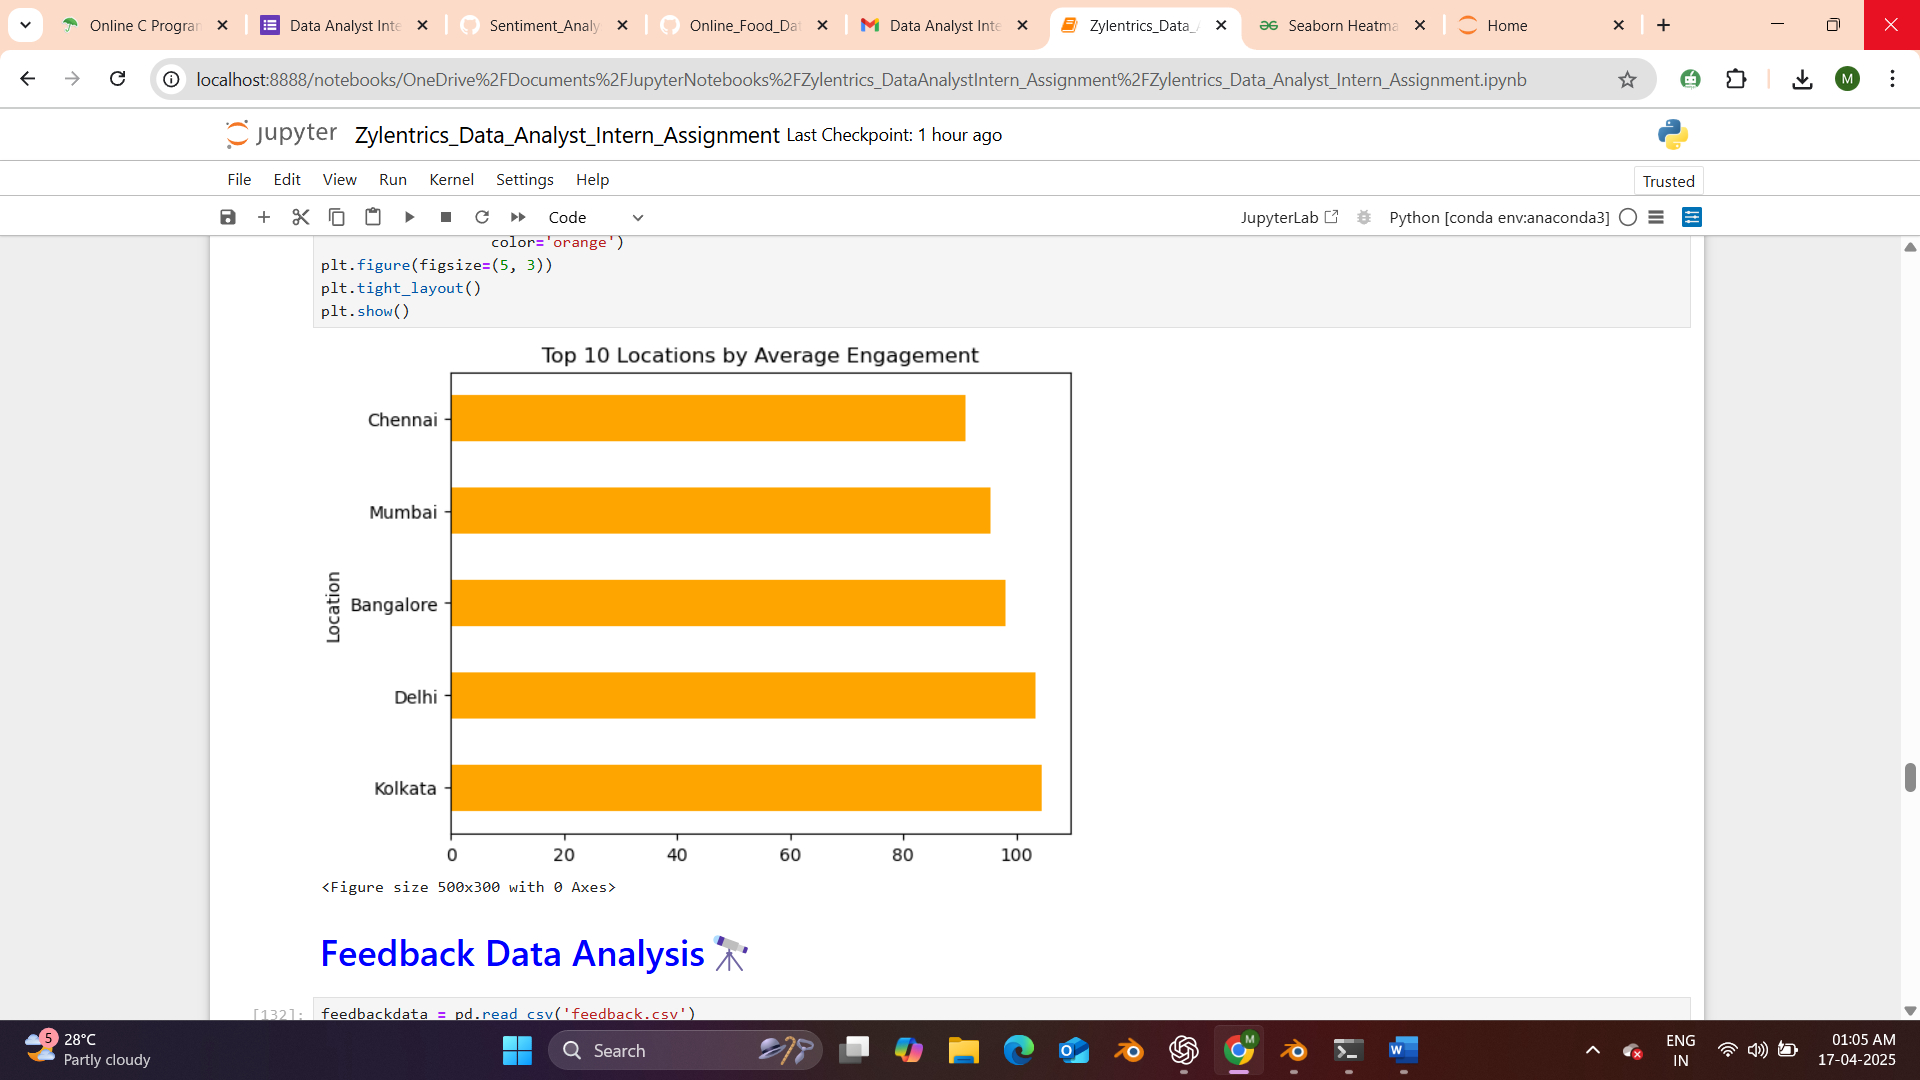 Online C Progran
Data Analyst Inte
Sentiment_Analy
Online_Food_Dat
Data Analyst Inte
Zylentrics_Data_A
Seaborn Heatma
Home
localhost:8888/notebooks/OneDrive%2FDocuments%2FJupyterNotebooks%2FZylentrics_DataAnalystIntern_Assignment%2FZylentrics_Data_Analyst_Intern_Assignment.ipynb
M
jupyter Zylentrics_Data_Analyst_Intern_Assignment Last Checkpoint: 1 hour ago
File Edit View Run Kernel Settings Help
Trusted
Code
JupyterLab
Python [conda env:anaconda3]
color='orange')
plt.figure(figsize=(5, 3))
plt.tight_layout()
plt.show()
Top 10 Locations by Average Engagement
Chennai
Mumbai
Location
Bangalore
Delhi
Kolkata
0 20 40 60 80 100
<Figure size 500x300 with 0 Axes>
Feedback Data Analysis
[132]: feedbackdata = pd.read_csv('feedback.csv')
5
28°C
Partly cloudy
Search
M
ENG
IN
01:05 AM
17-04-2025